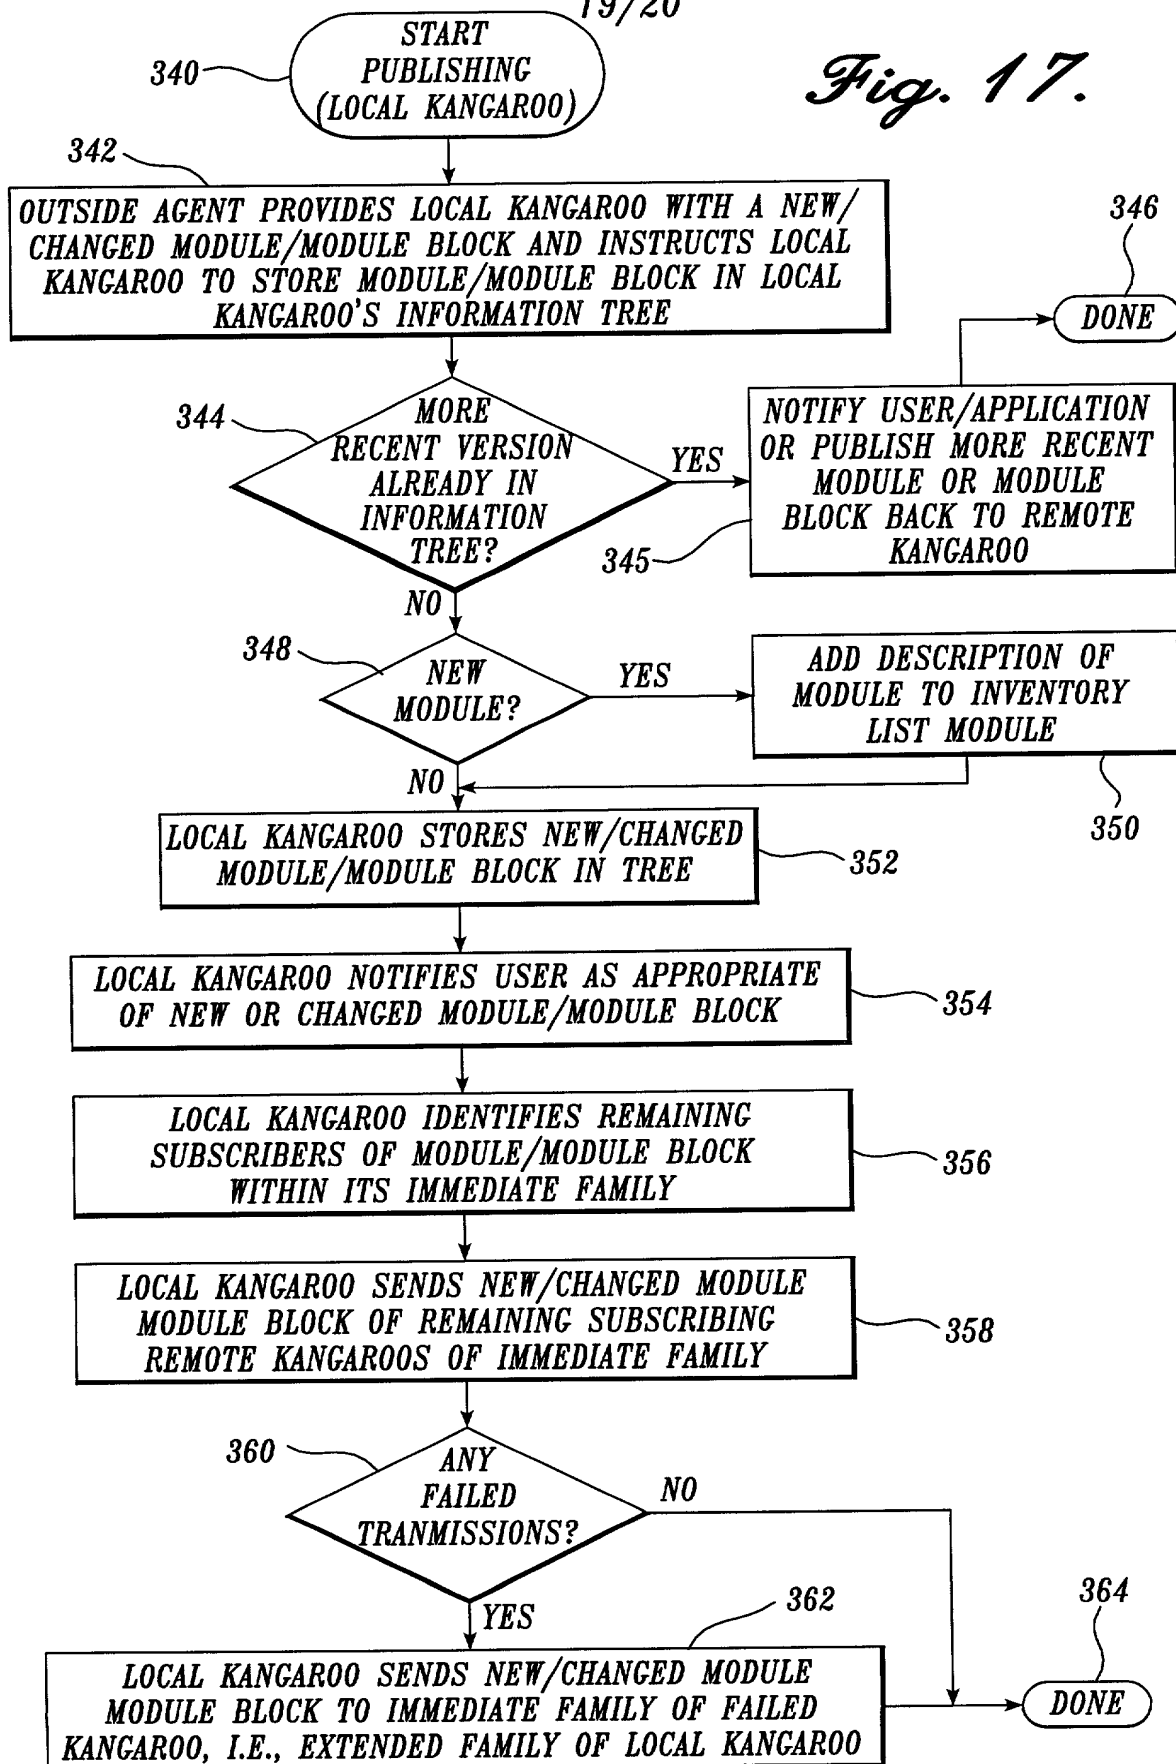 19/20
Fig. 17.
340
START
PUBLISHING
(LOCAL KANGAROO)
342
OUTSIDE AGENT PROVIDES LOCAL KANGAROO WITH A NEW/
CHANGED MODULE/MODULE BLOCK AND INSTRUCTS LOCAL
KANGAROO TO STORE MODULE/MODULE BLOCK IN LOCAL
KANGAROO'S INFORMATION TREE
346
DONE
344
MORE
RECENT VERSION
ALREADY IN
INFORMATION
TREE?
YES
NOTIFY USER/APPLICATION
OR PUBLISH MORE RECENT
MODULE OR MODULE
BLOCK BACK TO REMOTE
KANGAROO
345
NO
348
NEW
MODULE?
YES
ADD DESCRIPTION OF
MODULE TO INVENTORY
LIST MODULE
350
NO
LOCAL KANGAROO STORES NEW/CHANGED
MODULE/MODULE BLOCK IN TREE
352
LOCAL KANGAROO NOTIFIES USER AS APPROPRIATE
OF NEW OR CHANGED MODULE/MODULE BLOCK
354
LOCAL KANGAROO IDENTIFIES REMAINING
SUBSCRIBERS OF MODULE/MODULE BLOCK
WITHIN ITS IMMEDIATE FAMILY
356
LOCAL KANGAROO SENDS NEW/CHANGED MODULE
MODULE BLOCK OF REMAINING SUBSCRIBING
REMOTE KANGAROOS OF IMMEDIATE FAMILY
358
360
ANY
FAILED
TRANMISSIONS?
NO
YES
362
LOCAL KANGAROO SENDS NEW/CHANGED MODULE
MODULE BLOCK TO IMMEDIATE FAMILY OF FAILED
KANGAROO, I.E., EXTENDED FAMILY OF LOCAL KANGAROO
364
DONE